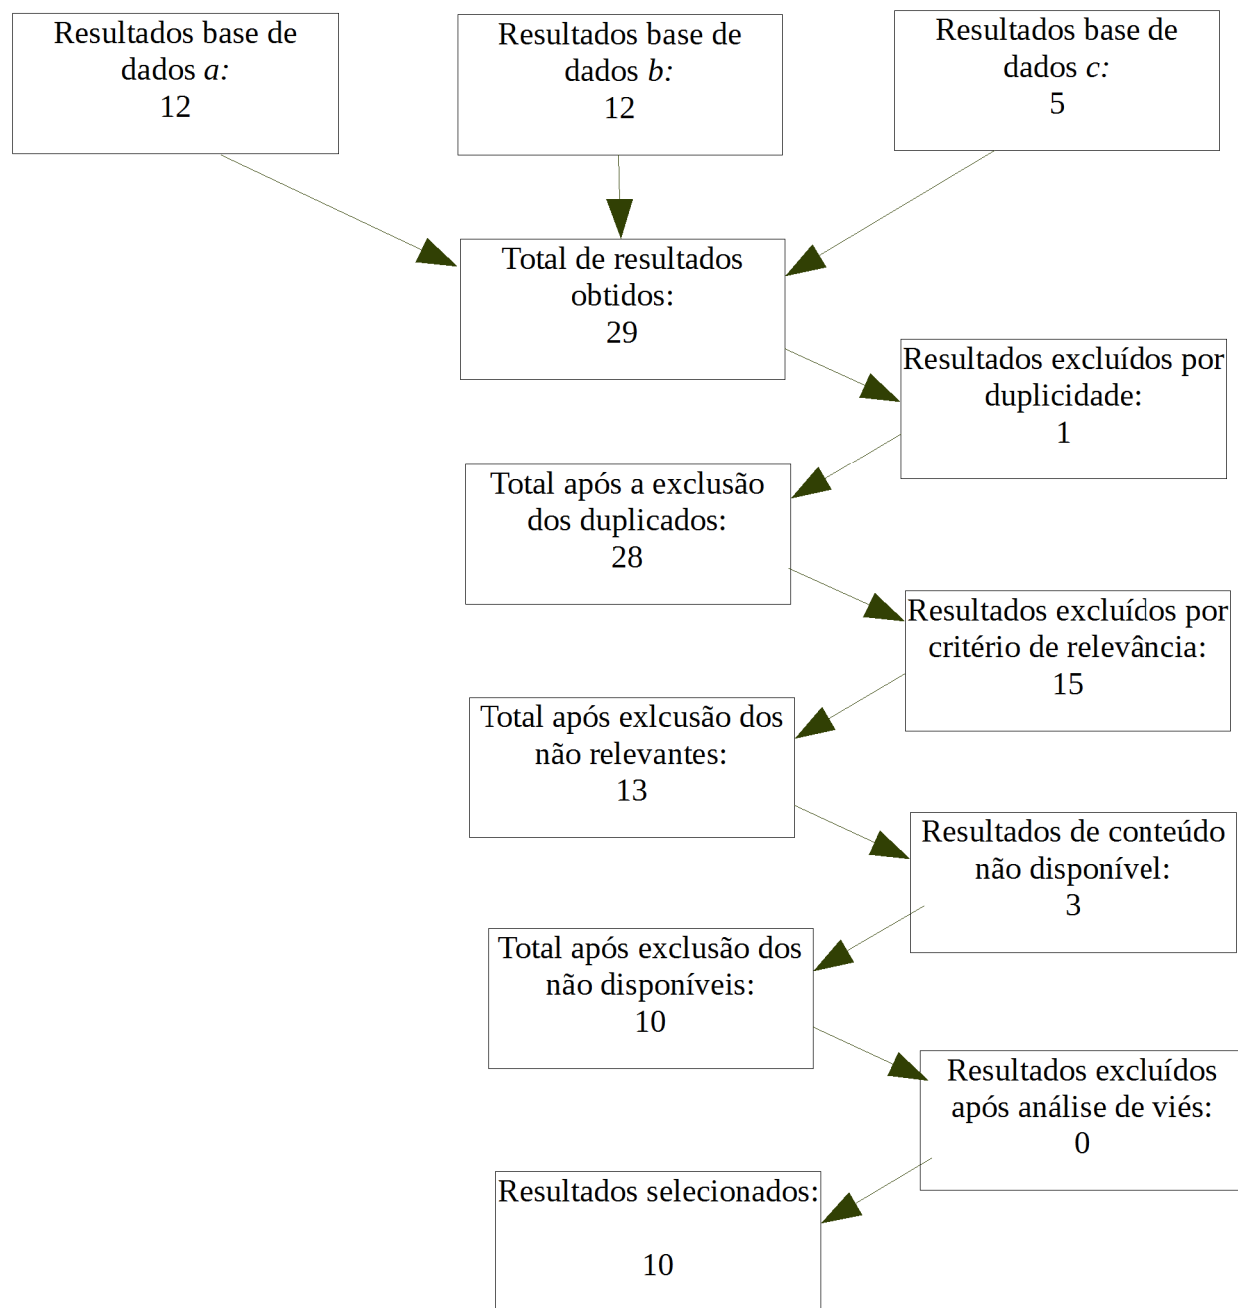 Resultados base de
dados a:
12
Resultados base de
dados b:
12
Resultados base de
dados c:
5
Total de resultados
obtidos:
29
Resultados excluídos por
duplicidade:
1
Total após a exclusão
dos duplicados:
28
Resultados excluídos por
critério de relevância:
15
Total após exlcusão dos
não relevantes:
13
Resultados de conteúdo
não disponível:
3
Total após exclusão dos
não disponíveis:
10
Resultados excluídos
após análise de viés:
0
Resultados selecionados:
10